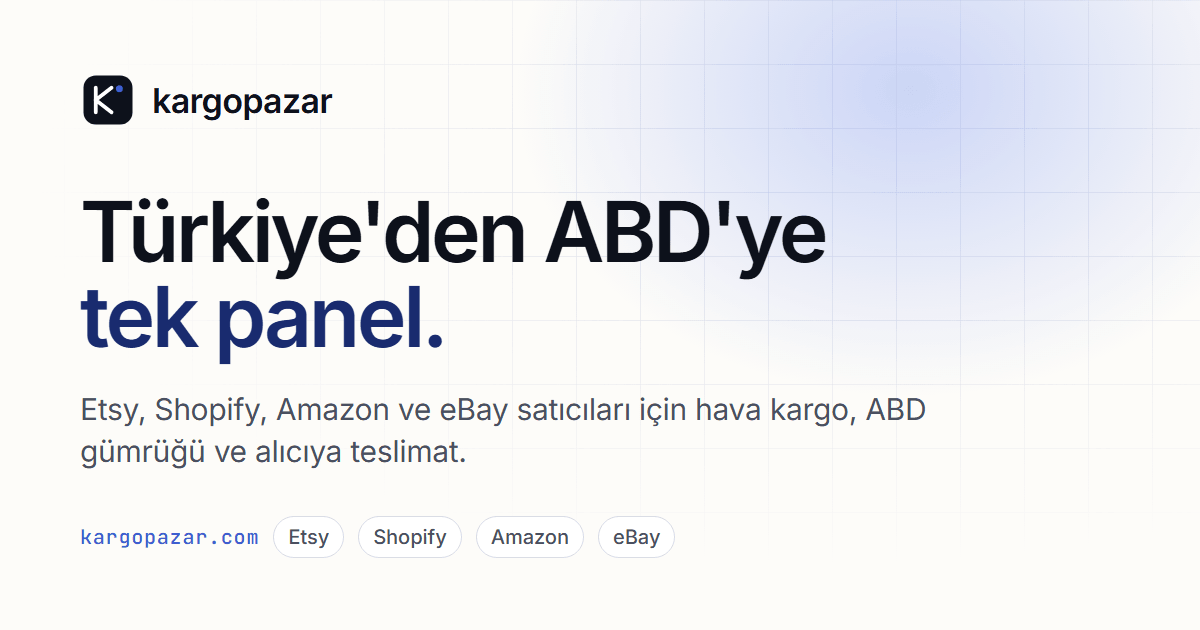 kargopazar
Türkiye'den ABD'ye
tek panel.
Etsy, Shopify, Amazon ve eBay satıcıları için hava kargo, ABD
gümrüğü ve alıcıya teslimat.
kargopazar.com Etsy Shopify Amazon eBay